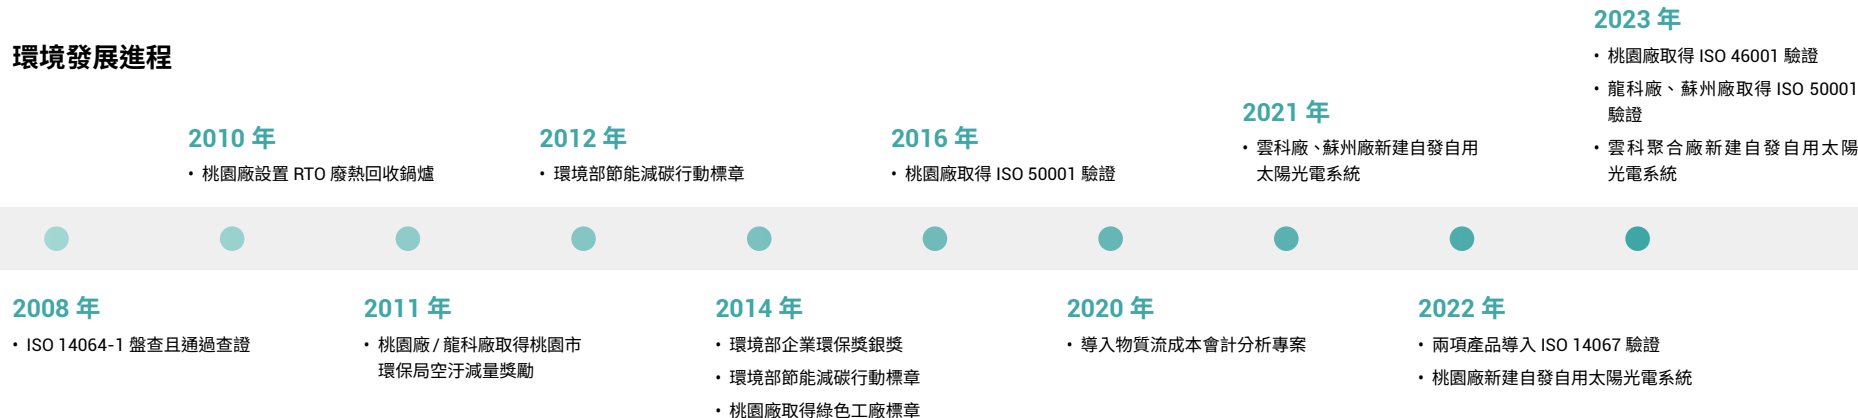 環境發展進程
2008 年
• ISO 14064-1 盤查且通過查證
2010 年
• 桃園廠設置 RTO 廢熱回收鍋爐
2011 年
• 桃園廠 / 龍科廠取得桃園市
環保局空汙減量獎勵
2012 年
• 環境部節能減碳行動標章
2014 年
• 環境部企業環保獎銀獎
• 環境部節能減碳行動標章
• 桃園廠取得綠色工廠標章
2016 年
• 桃園廠取得 ISO 50001 驗證
2020 年
• 導入物質流成本會計分析專案
2021 年
• 雲科廠、蘇州廠新建自發自用
太陽光電系統
2022 年
• 兩項產品導入 ISO 14067 驗證
• 桃園廠新建自發自用太陽光電系統
2023 年
• 桃園廠取得 ISO 46001 驗證
• 龍科廠、蘇州廠取得 ISO 50001
驗證
• 雲科聚合廠新建自發自用太陽
光電系統